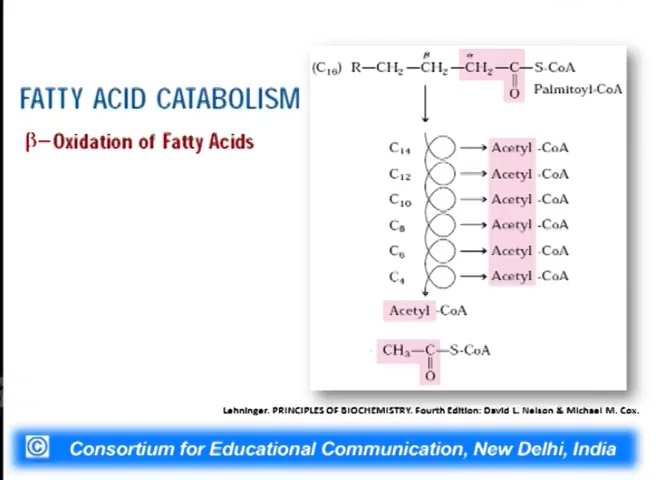 FATTY ACID CATABOLISM
β–Oxidation of Fatty Acids
β α
(C₁₆) R—CH₂—CH₂—CH₂—C—S-CoA
O Palmitoyl-CoA
C₁₄ Acetyl -CoA
C₁₂ Acetyl -CoA
C₁₀ Acetyl -CoA
C₈ Acetyl -CoA
C₆ Acetyl -CoA
C₄ Acetyl -CoA
Acetyl -CoA
CH₃—C—S-CoA
O
Lehninger. PRINCIPLES OF BIOCHEMISTRY. Fourth Edition: David L. Nelson & Michael M. Cox.
© Consortium for Educational Communication, New Delhi, India